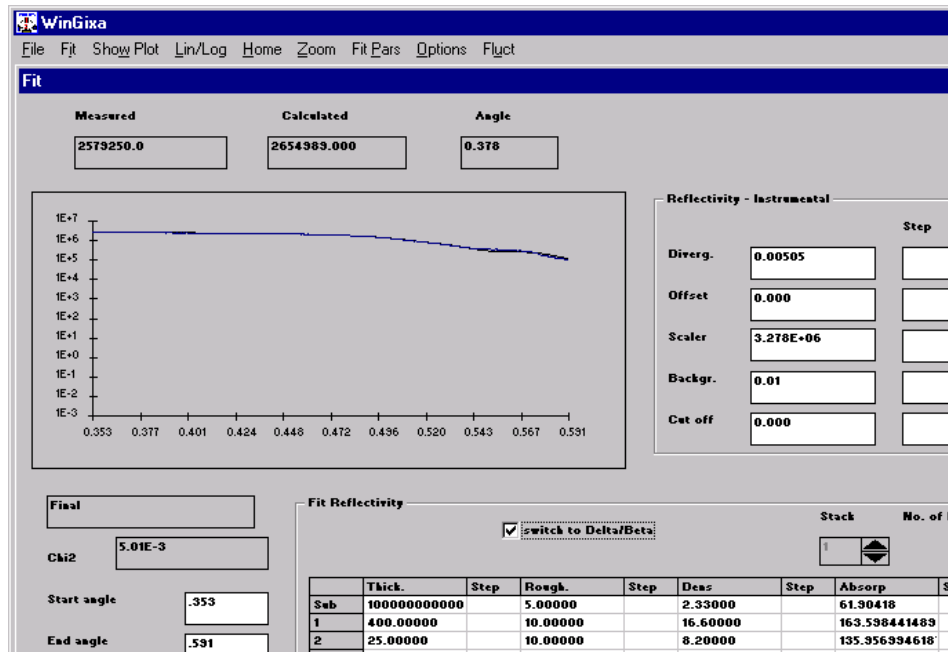 WinGixa
File Fit Show Plot Lin/Log Home Zoom Fit Pars Options Fluct
Fit
Measured Calculated Angle
2579250.0 2654989.000 0.378
Reflectivity - Instrumental
Step
1E+7
1E+6
1E+5
1E+4
1E+3
1E+2
1E+1
1E+0
1E-1
1E-2
1E-3
0.353 0.377 0.401 0.424 0.448 0.472 0.496 0.520 0.543 0.567 0.591
Diverg. 0.00505
Offset 0.000
Scaler 3.278E+06
Backgr. 0.01
Cut off 0.000
Final
Chi2 5.01E-3
Start angle .353
End angle .591
Fit Reflectivity
switch to Delta/Beta
Stack No. of
1
Thick. Step Rough. Step Dens Step Absorp S
Sub 100000000000 5.00000 2.33000 61.90418
1 400.00000 10.00000 16.60000 163.598441489
2 25.00000 10.00000 8.20000 135.956994618